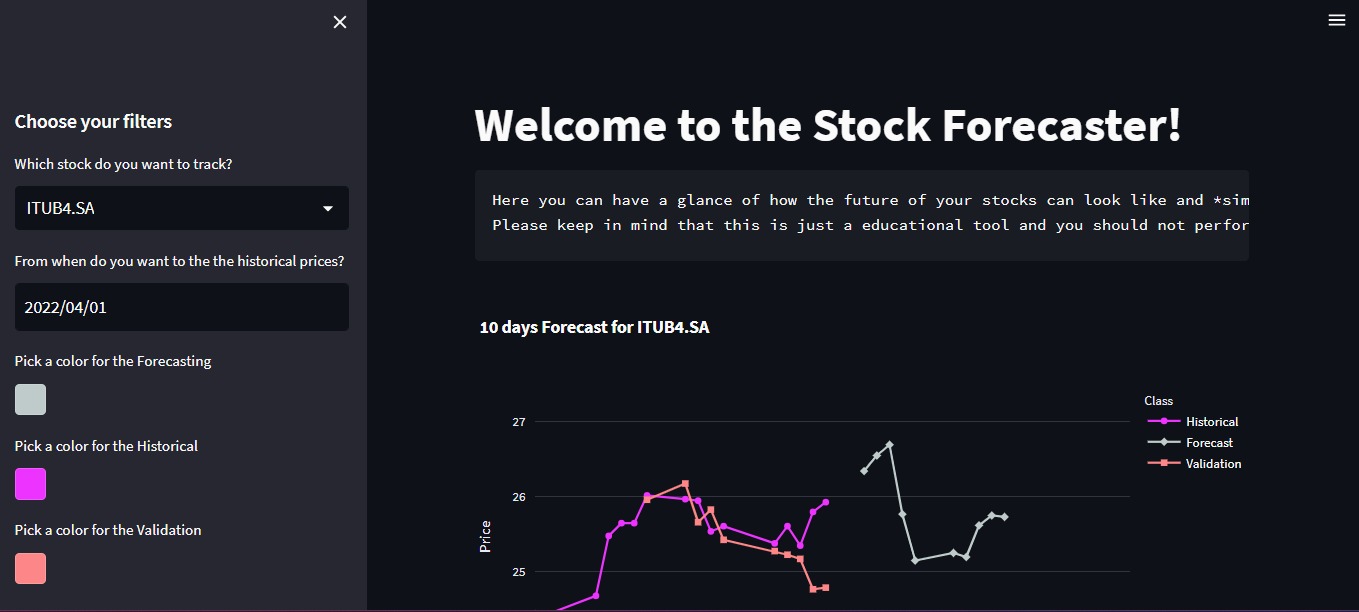 Choose your filters
Which stock do you want to track?
ITUB4.SA
From when do you want to the the historical prices?
2022/04/01
Pick a color for the Forecasting
Pick a color for the Historical
Pick a color for the Validation
Welcome to the Stock Forecaster!
Here you can have a glance of how the future of your stocks can look like and *sim
Please keep in mind that this is just a educational tool and you should not perfor
10 days Forecast for ITUB4.SA
Class
Historical
Forecast
Validation
27
26
25
Price